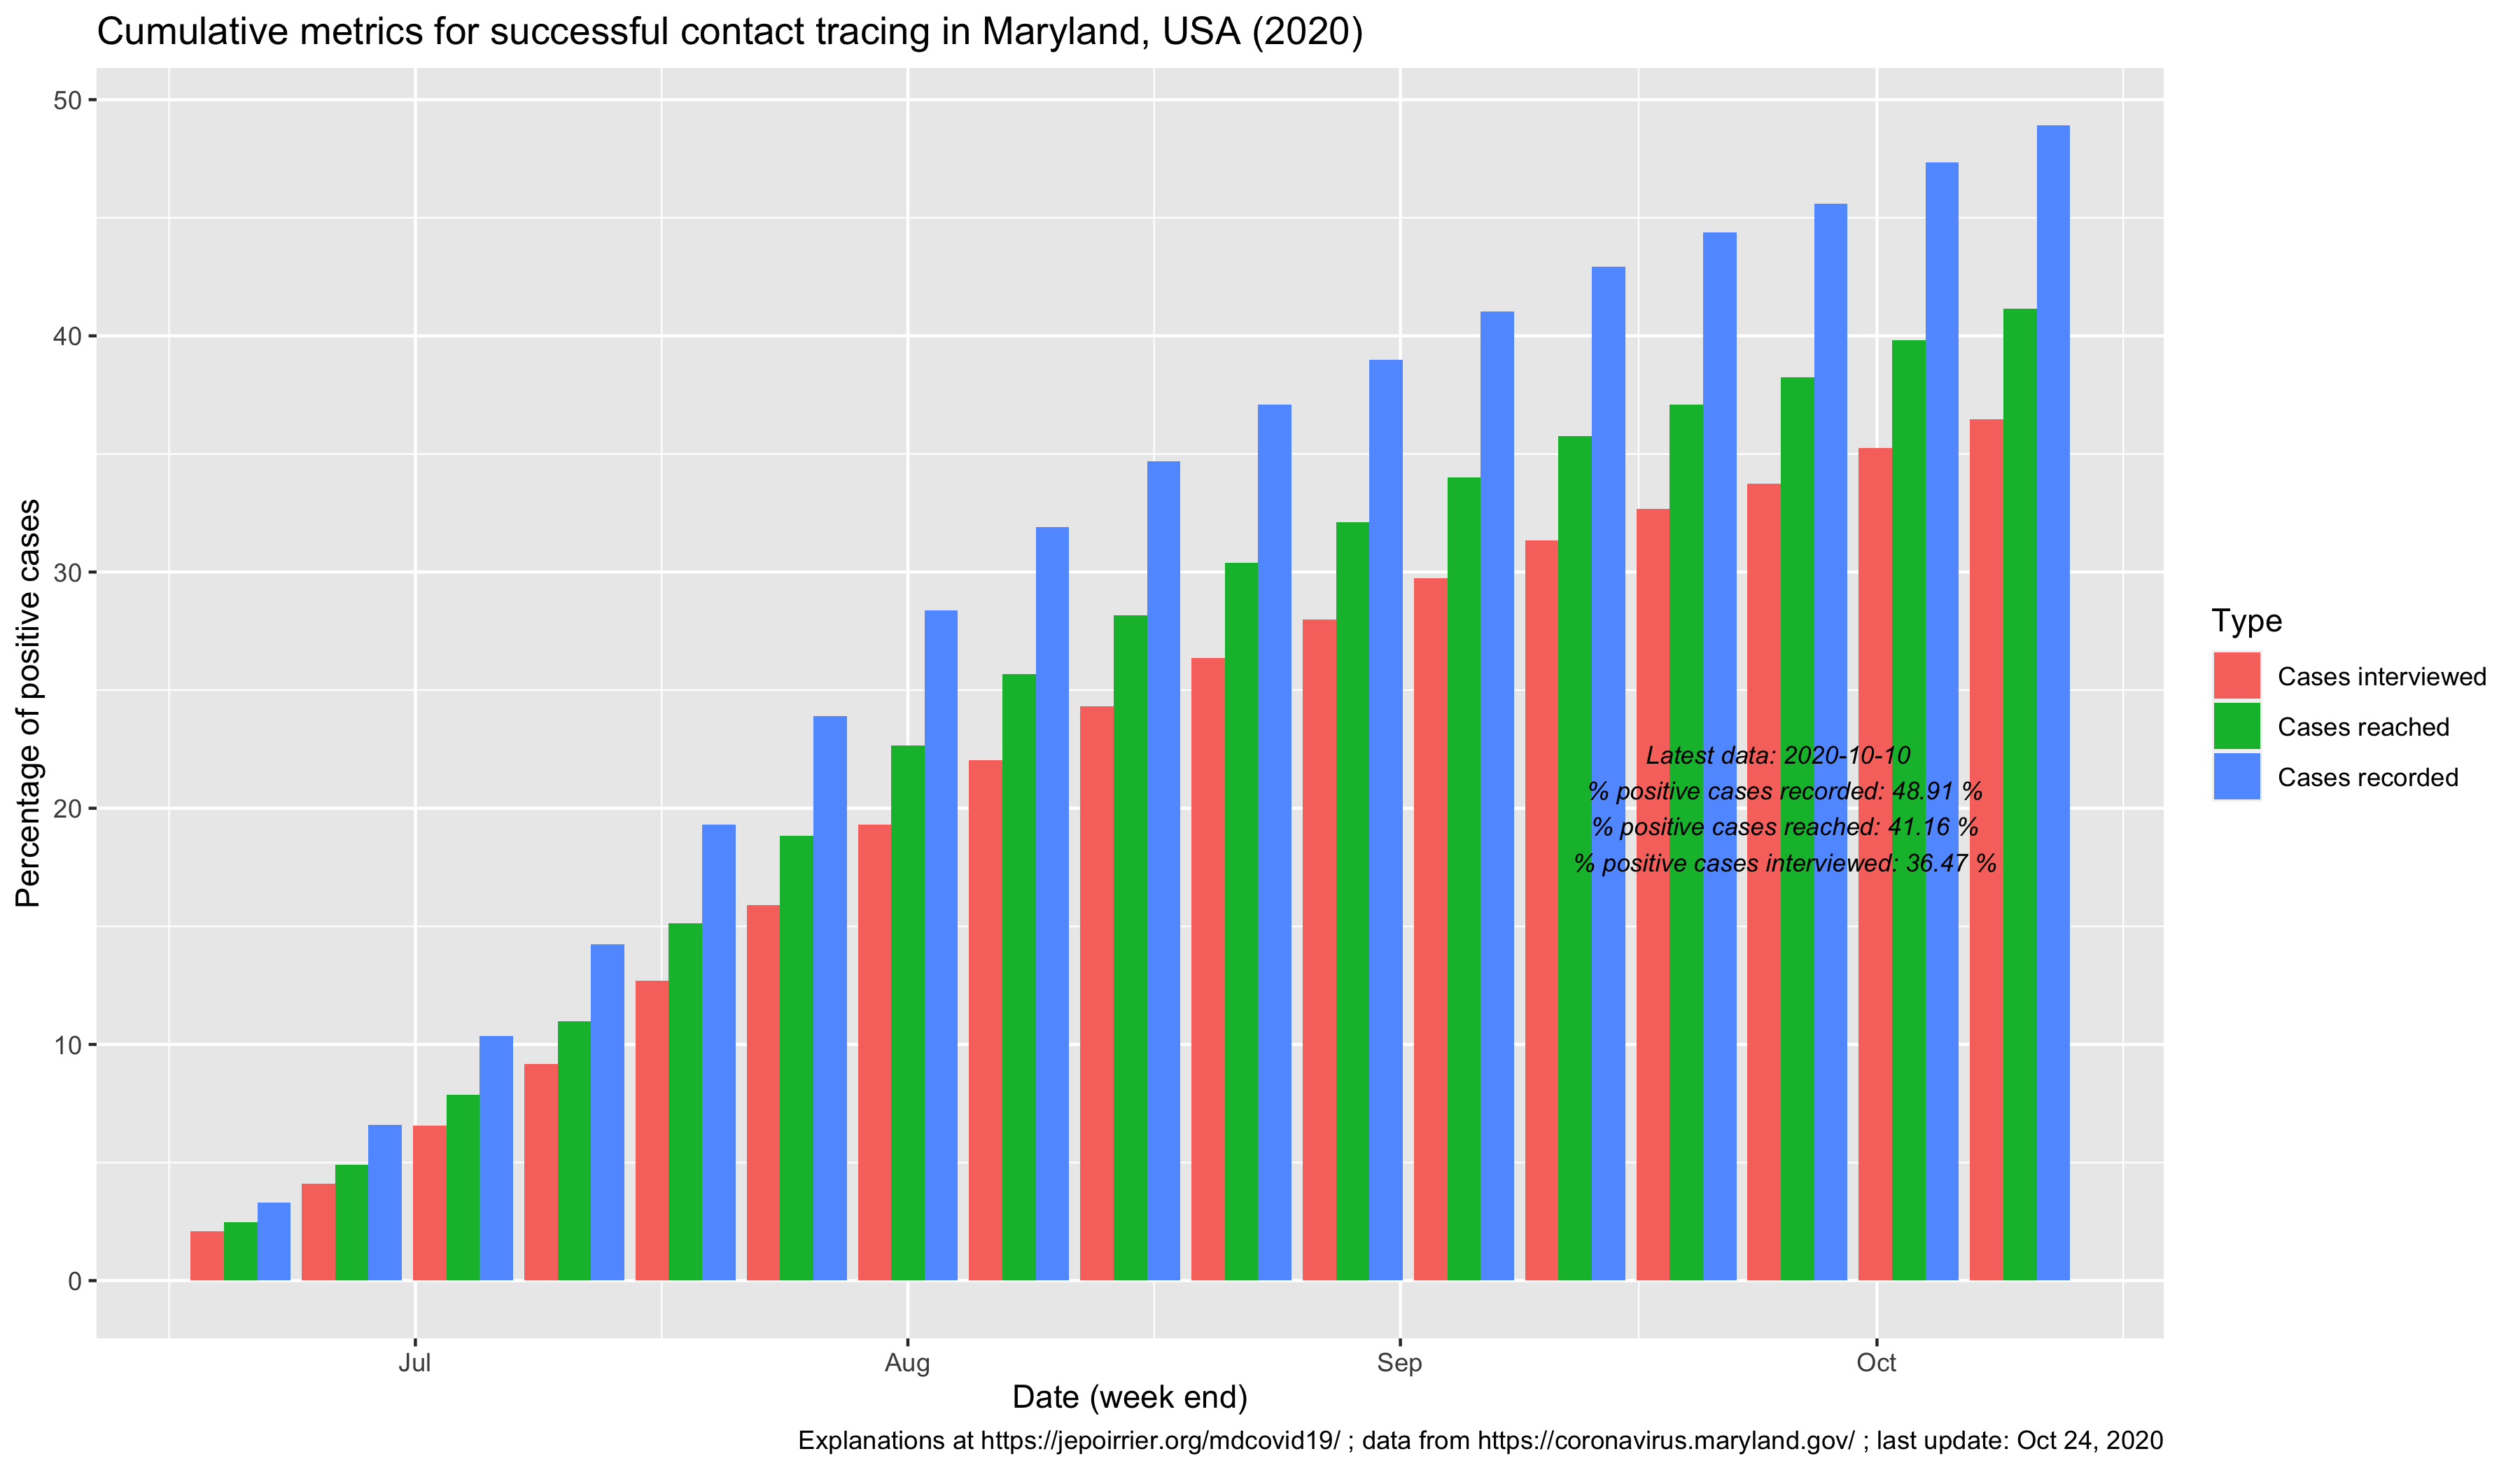 Cumulative metrics for successful contact tracing in Maryland, USA (2020)
50
40
30
20
10
0
Percentage of positive cases
Latest data: 2020-10-10
% positive cases recorded: 48.91 %
% positive cases reached: 41.16 %
% positive cases interviewed: 36.47 %
Type
Cases interviewed
Cases reached
Cases recorded
Jul Aug Sep Oct
Date (week end)
Explanations at https://jepoirrier.org/mdcovid19/ ; data from https://coronavirus.maryland.gov/ ; last update: Oct 24, 2020